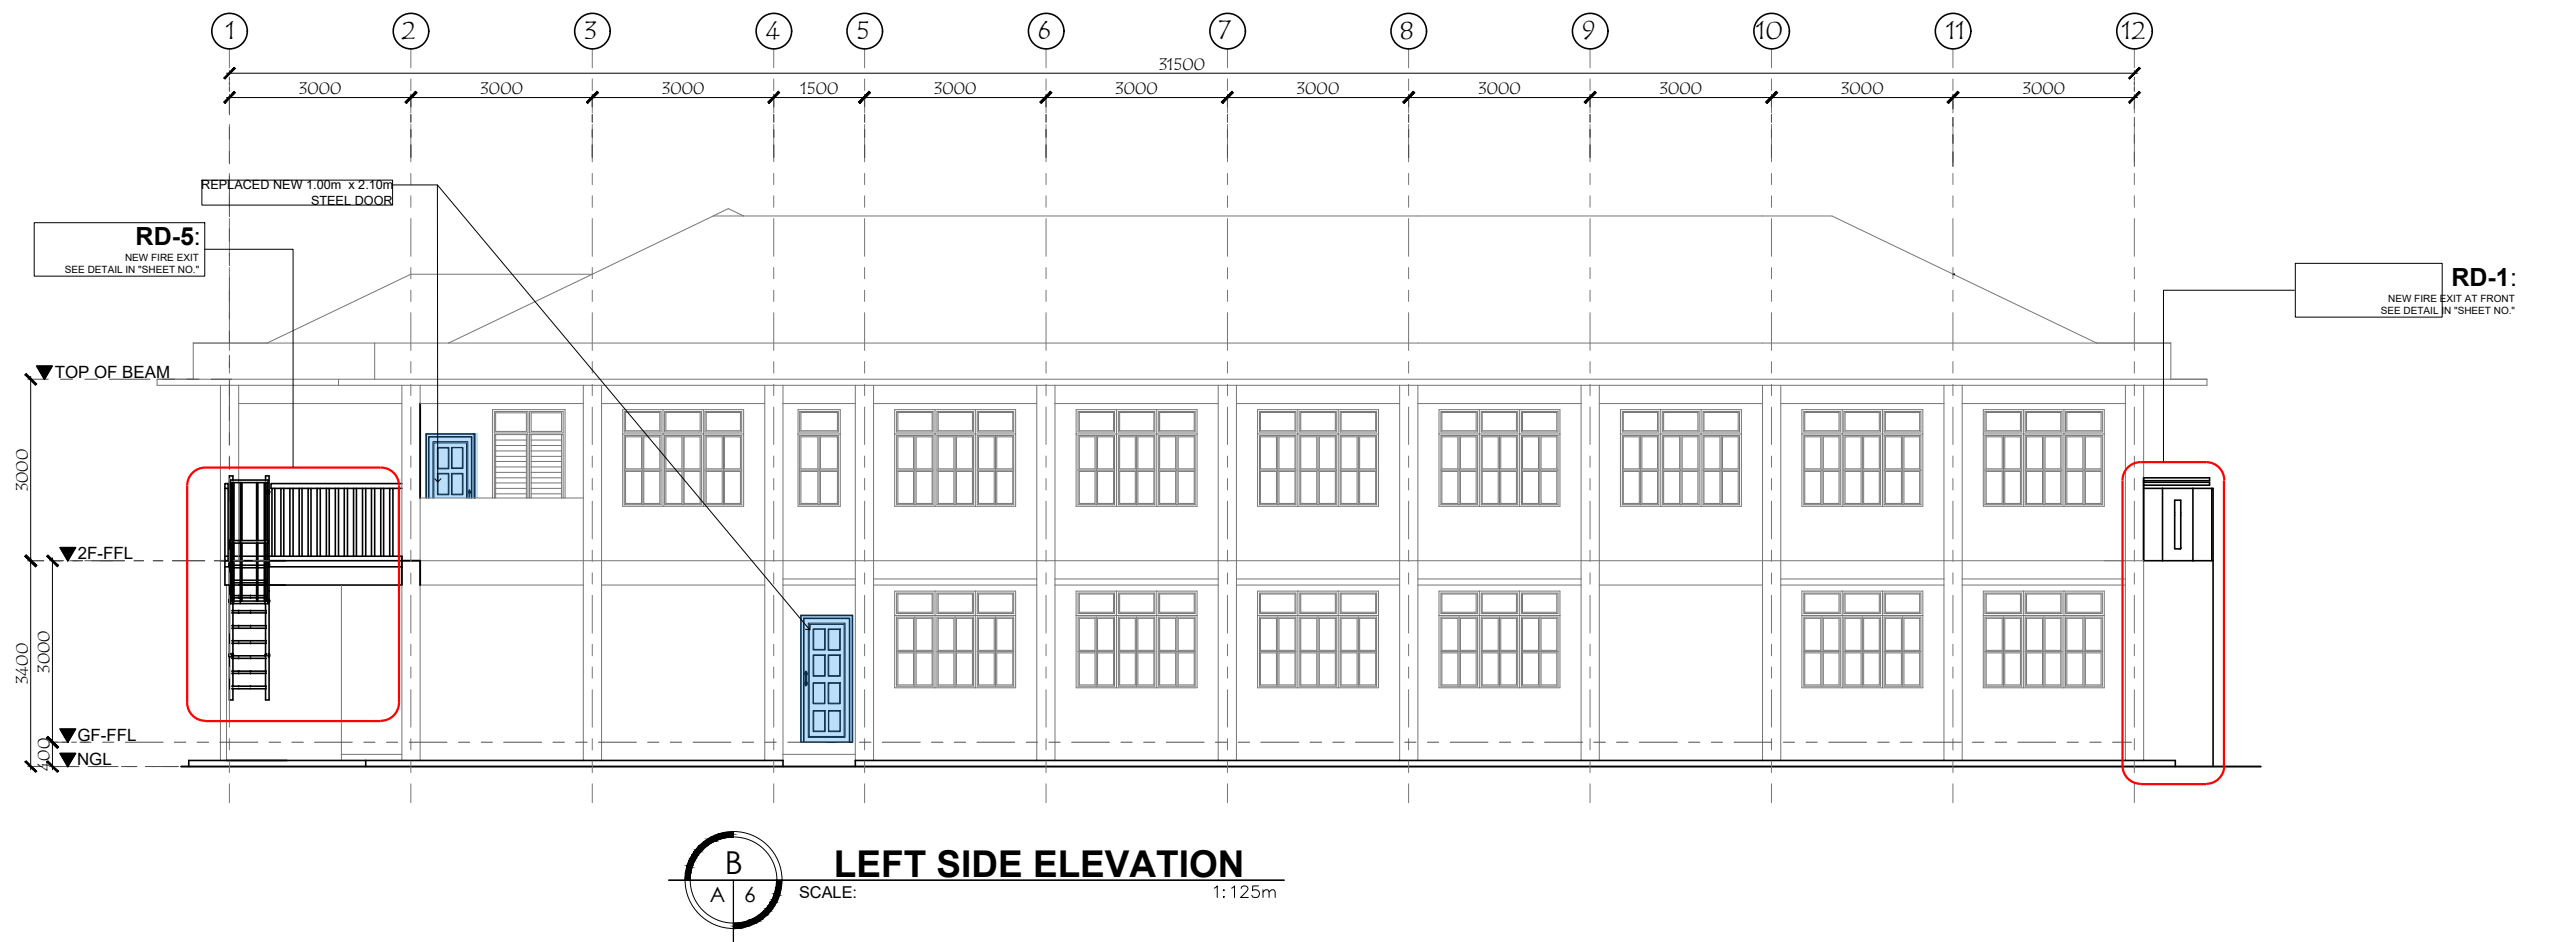 1 2 3 4 5 6 7 8 9 10 11 12
31500
3000 3000 3000 1500 3000 3000 3000 3000 3000 3000 3000
REPLACED NEW 1.00m x 2.10m
STEEL DOOR
RD-5:
NEW FIRE EXIT
SEE DETAIL IN "SHEET NO."
RD-1:
NEW FIRE EXIT AT FRONT
SEE DETAIL IN "SHEET NO."
TOP OF BEAM
3000
2F-FFL
3400
3000
GF-FFL
400
NGL
B
A 6
LEFT SIDE ELEVATION
SCALE: 1:125m